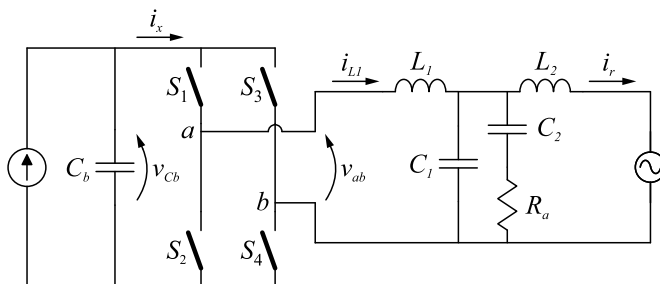 i_x
i_L1
L_1
L_2
i_r
S_1
S_3
a
C_b
v_Cb
v_ab
C_1
C_2
b
R_a
S_2
S_4